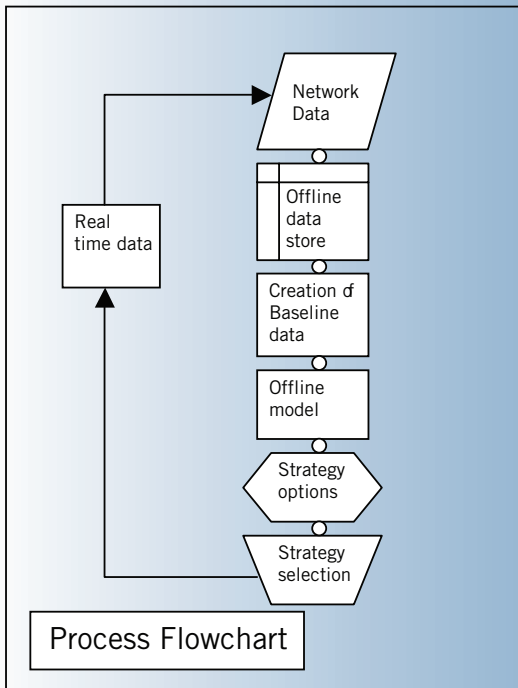 Network
Data
Offline
data
store
Real
time data
Creation of
Baseline
data
Offline
model
Strategy
options
Strategy
selection
Process Flowchart